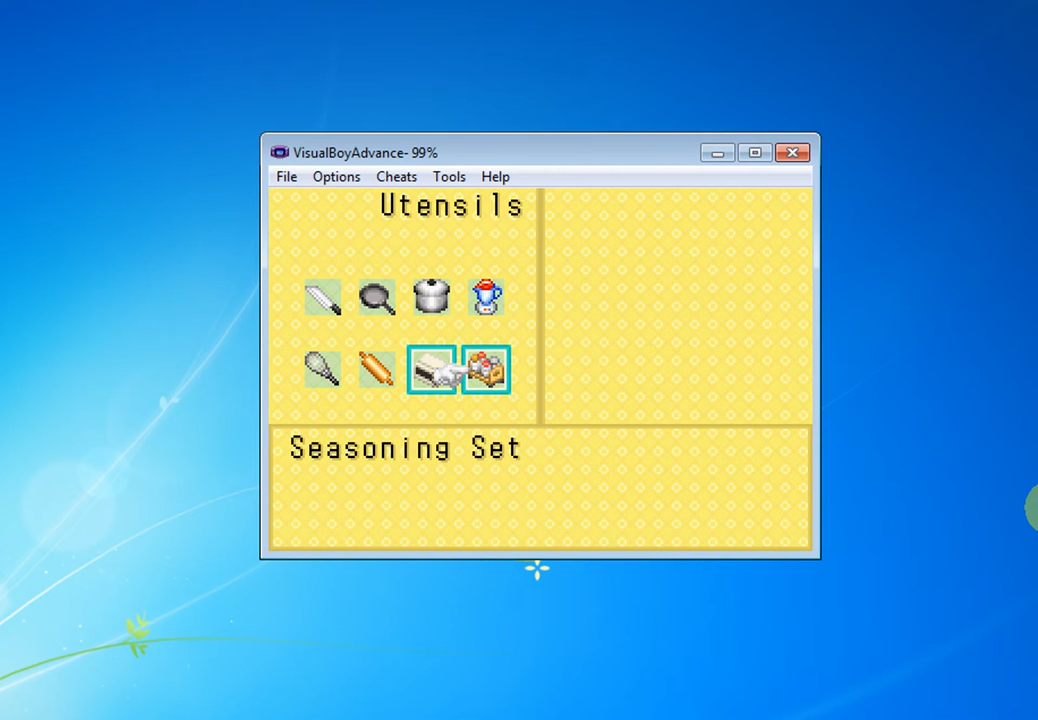 VisualBoyAdvance- 99%
File Options Cheats Tools Help
Utensils
Seasoning Set